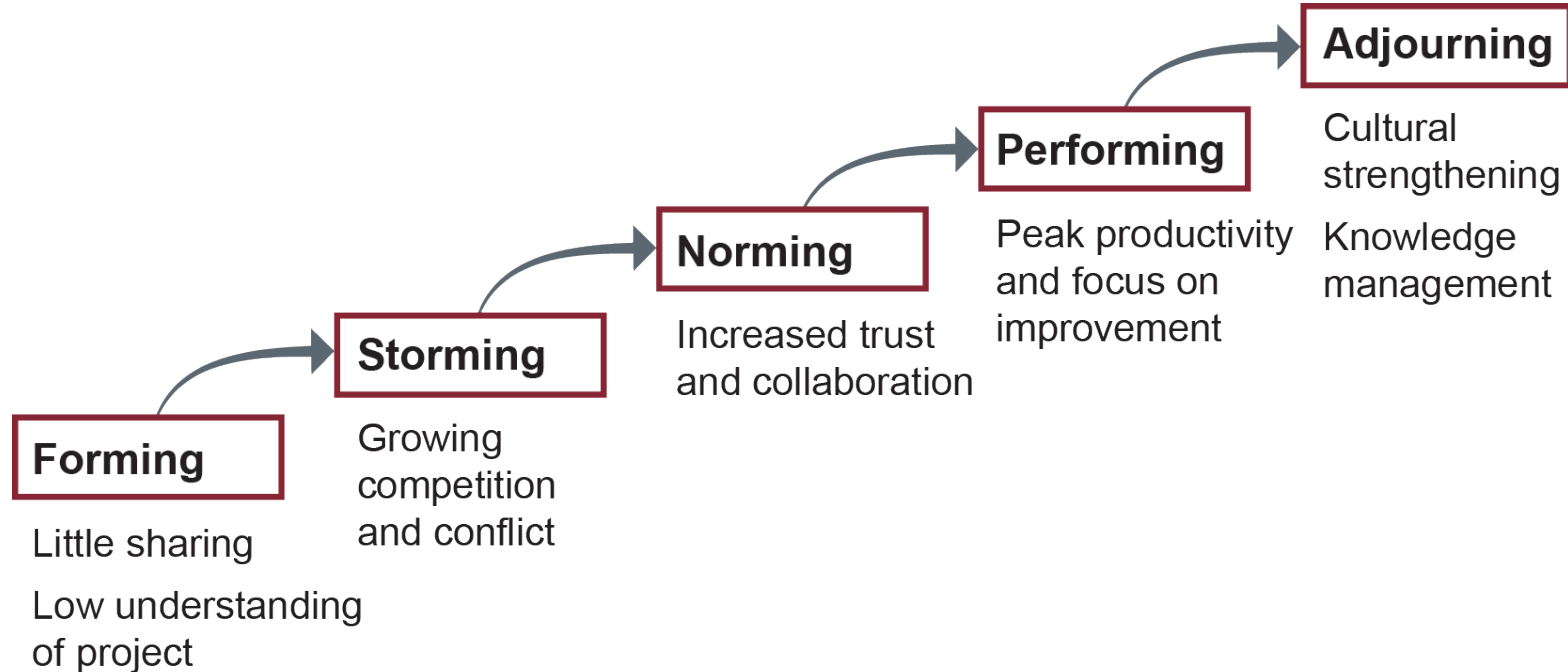 Forming
Little sharing
Low understanding
of project
Storming
Growing
competition
and conflict
Norming
Increased trust
and collaboration
Performing
Peak productivity
and focus on
improvement
Adjourning
Cultural
strengthening
Knowledge
management